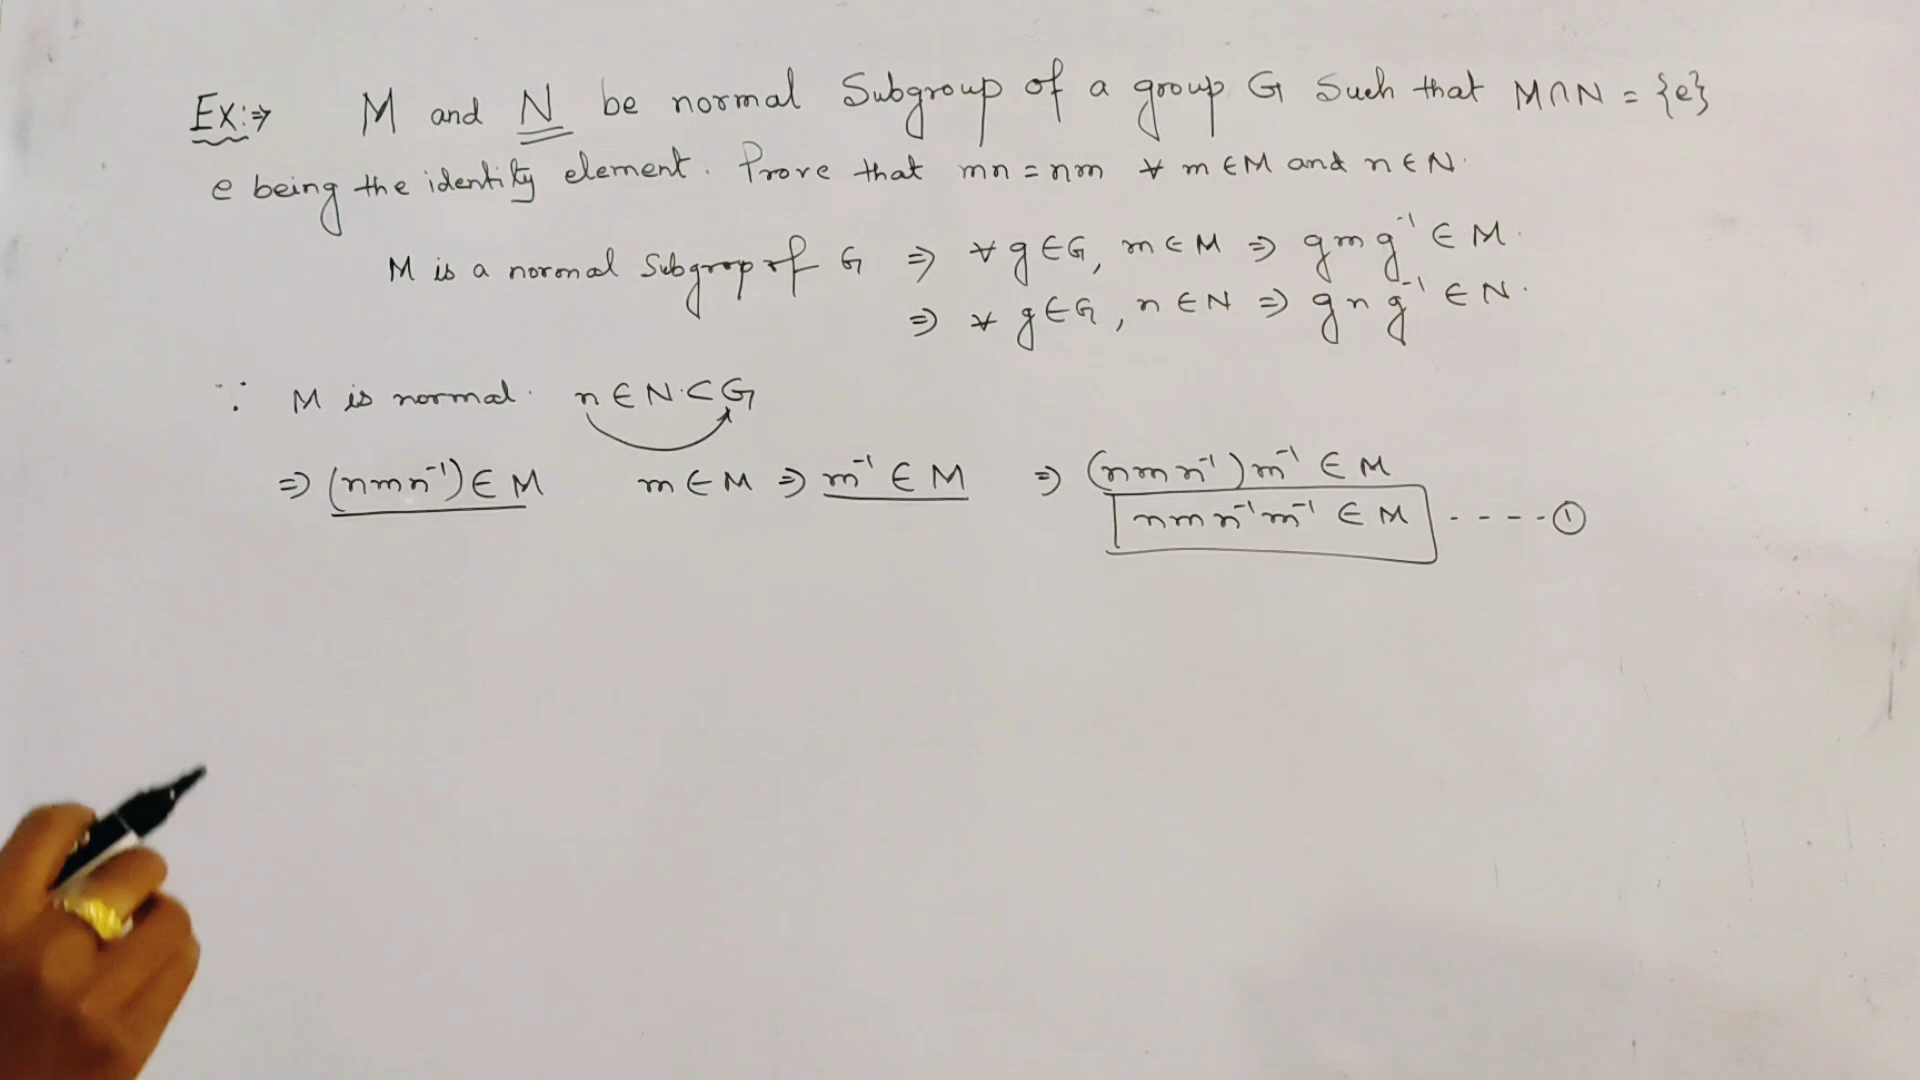 Ex:⇒ M and N be normal Subgroup of a group G Such that M∩N = {e}
e being the identity element. Prove that mn = nm ∀ m∈M and n∈N.
M is a normal Subgrop of G ⇒ ∀ g∈G, m∈M ⇒ gmg⁻¹ ∈ M.
⇒ ∀ g∈G, n∈N ⇒ gng⁻¹ ∈ N.
∵ M is normal. n∈N⊂G
⇒ (nmn⁻¹)∈M m∈M ⇒ m⁻¹ ∈ M ⇒ (nmn⁻¹)m⁻¹ ∈ M
nmn⁻¹m⁻¹ ∈ M ----①